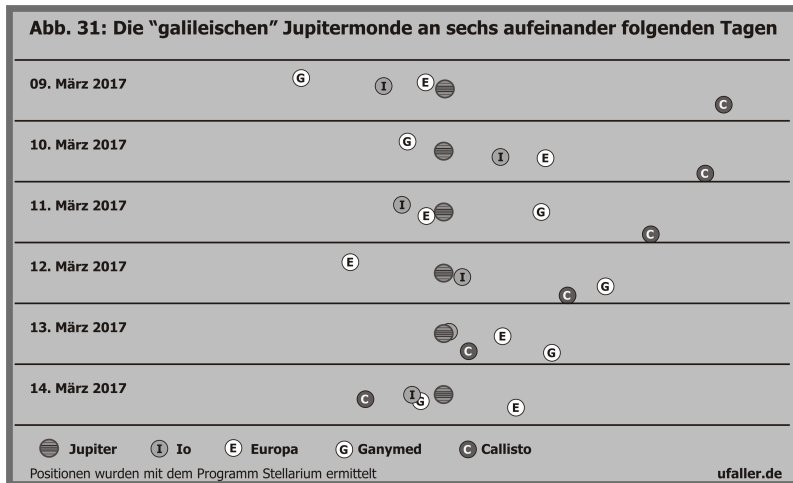 Abb. 31: Die “galileischen” Jupitermonde an sechs aufeinander folgenden Tagen
09. März 2017 G I E C
10. März 2017 G I E C
11. März 2017 I E G C
12. März 2017 E I C G
13. März 2017 C E G
14. März 2017 C I G E
Jupiter I Io E Europa G Ganymed C Callisto
Positionen wurden mit dem Programm Stellarium ermittelt ufaller.de